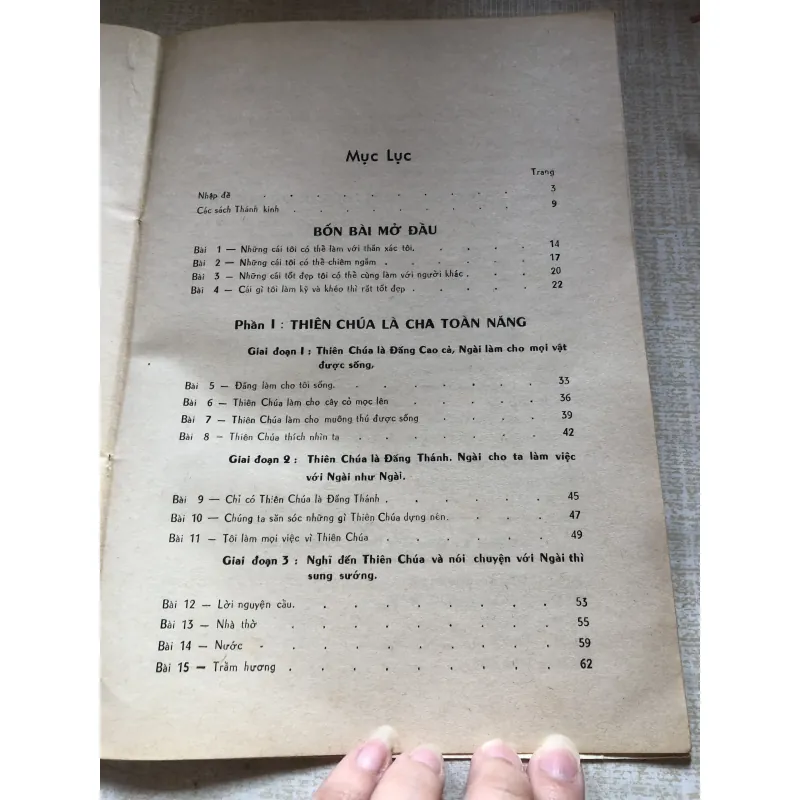 Mục Lục
Trang
Nhập đề . . . . . . . . . . 3
Các sách Thánh kinh . . . . . . . . . 9
BỐN BÀI MỞ ĐẦU
Bài 1 — Những cái tôi có thể làm với thân xác tôi. . . . . 14
Bài 2 — Những cái tôi có thể chiêm ngắm . . . . . . 17
Bài 3 — Những cái tốt đẹp tôi có thể cùng làm với người khác . . . 20
Bài 4 — Cái gì tôi làm kỹ và khéo thì rất tốt đẹp . . . . . 22
Phần I : THIÊN CHÚA LÀ CHA TOÀN NĂNG
Giai đoạn 1 : Thiên Chúa là Đấng Cao cả, Ngài làm cho mọi vật
được sống.
Bài 5 — Đấng làm cho tôi sống. . . . . . . . 33
Bài 6 — Thiên Chúa làm cho cây cỏ mọc lên . . . . . . 36
Bài 7 — Thiên Chúa làm cho muông thú được sống . . . . . 39
Bài 8 — Thiên Chúa thích nhìn ta . . . . . . . 42
Giai đoạn 2 : Thiên Chúa là Đấng Thánh. Ngài cho ta làm việc
với Ngài như Ngài.
Bài 9 — Chỉ có Thiên Chúa là Đấng Thánh . . . . . . 45
Bài 10 — Chúng ta săn sóc những gì Thiên Chúa dựng nên. . . . 47
Bài 11 — Tôi làm mọi việc vì Thiên Chúa . . . . . . 49
Giai đoạn 3 : Nghĩ đến Thiên Chúa và nói chuyện với Ngài thì
sung sướng.
Bài 12 — Lời nguyện cầu. . . . . . . . . 53
Bài 13 — Nhà thờ . . . . . . . . . 55
Bài 14 — Nước . . . . . . . . . 59
Bài 15 — Trầm hương . . . . . . . . 62